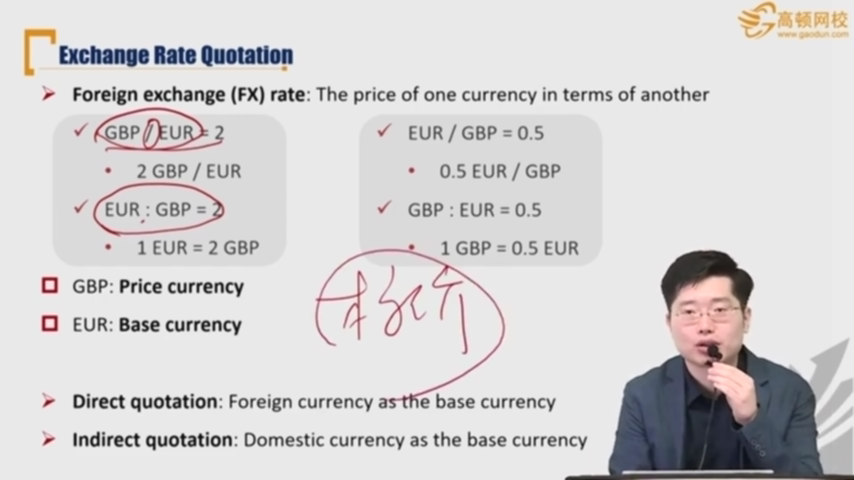 高顿网校
www.gaodun.com
Exchange Rate Quotation
Foreign exchange (FX) rate: The price of one currency in terms of another
GBP / EUR = 2
2 GBP / EUR
EUR : GBP = 2
1 EUR = 2 GBP
EUR / GBP = 0.5
0.5 EUR / GBP
GBP : EUR = 0.5
1 GBP = 0.5 EUR
GBP: Price currency
EUR: Base currency
Direct quotation: Foreign currency as the base currency
Indirect quotation: Domestic currency as the base currency